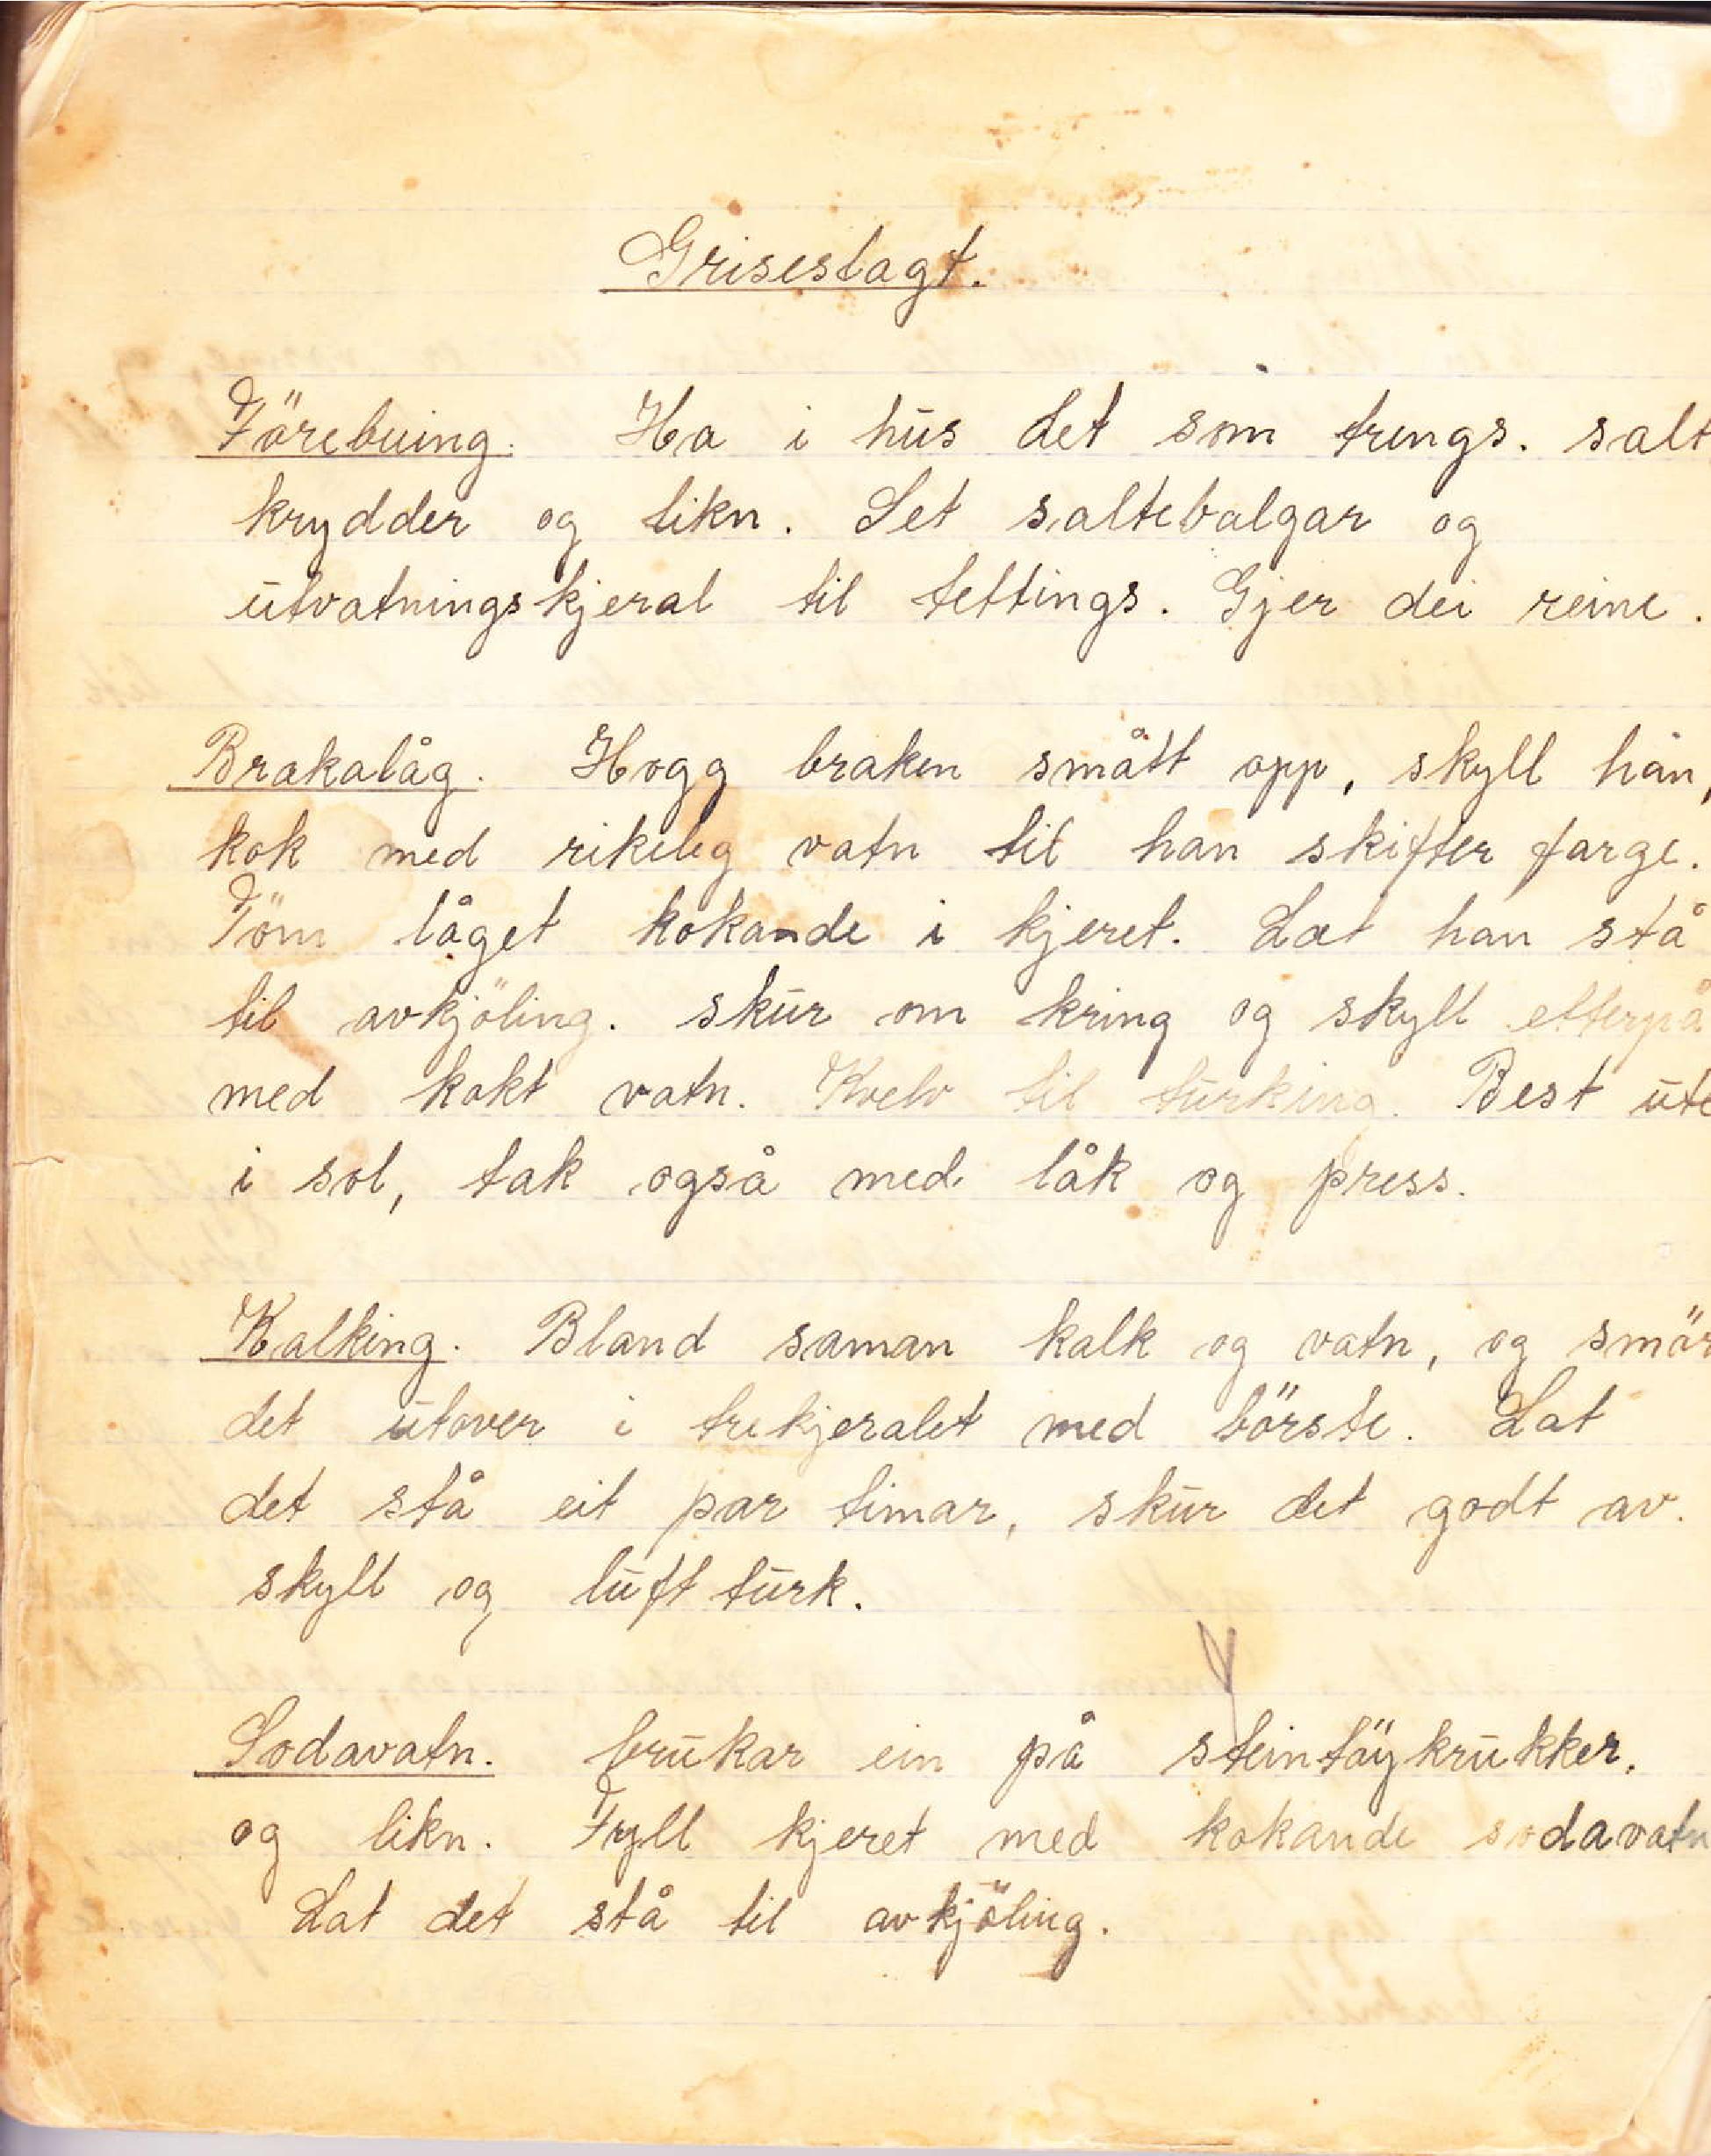 Griseslagt.
Förebuing. Ha i hus det som trengs. salt
krydder og likn. Set saltebalgar og
utvatningskjeral til tettings. Gjer dei reine.
Brakalåg. Hogg braken smått opp, skyll han,
kok med rikeleg vatn til han skifter farge.
Töm låget kokande i kjeret. Lat han stå
til avkjöling. skur om kring og skyll etterpå
med kokt vatn. Kvelv til turking. Best ute
i sol, tak også med låk og press.
Kalking. Bland saman kalk og vatn, og smör
det utover i trekjeralet med börste. Lat
det stå eit par timar, skur det godt av.
skyll og luft turk.
Sodavatn. brukar ein på steintöykrukker.
og likn. Fyll kjeret med kokande sodavatn
Lat det stå til avkjöling.